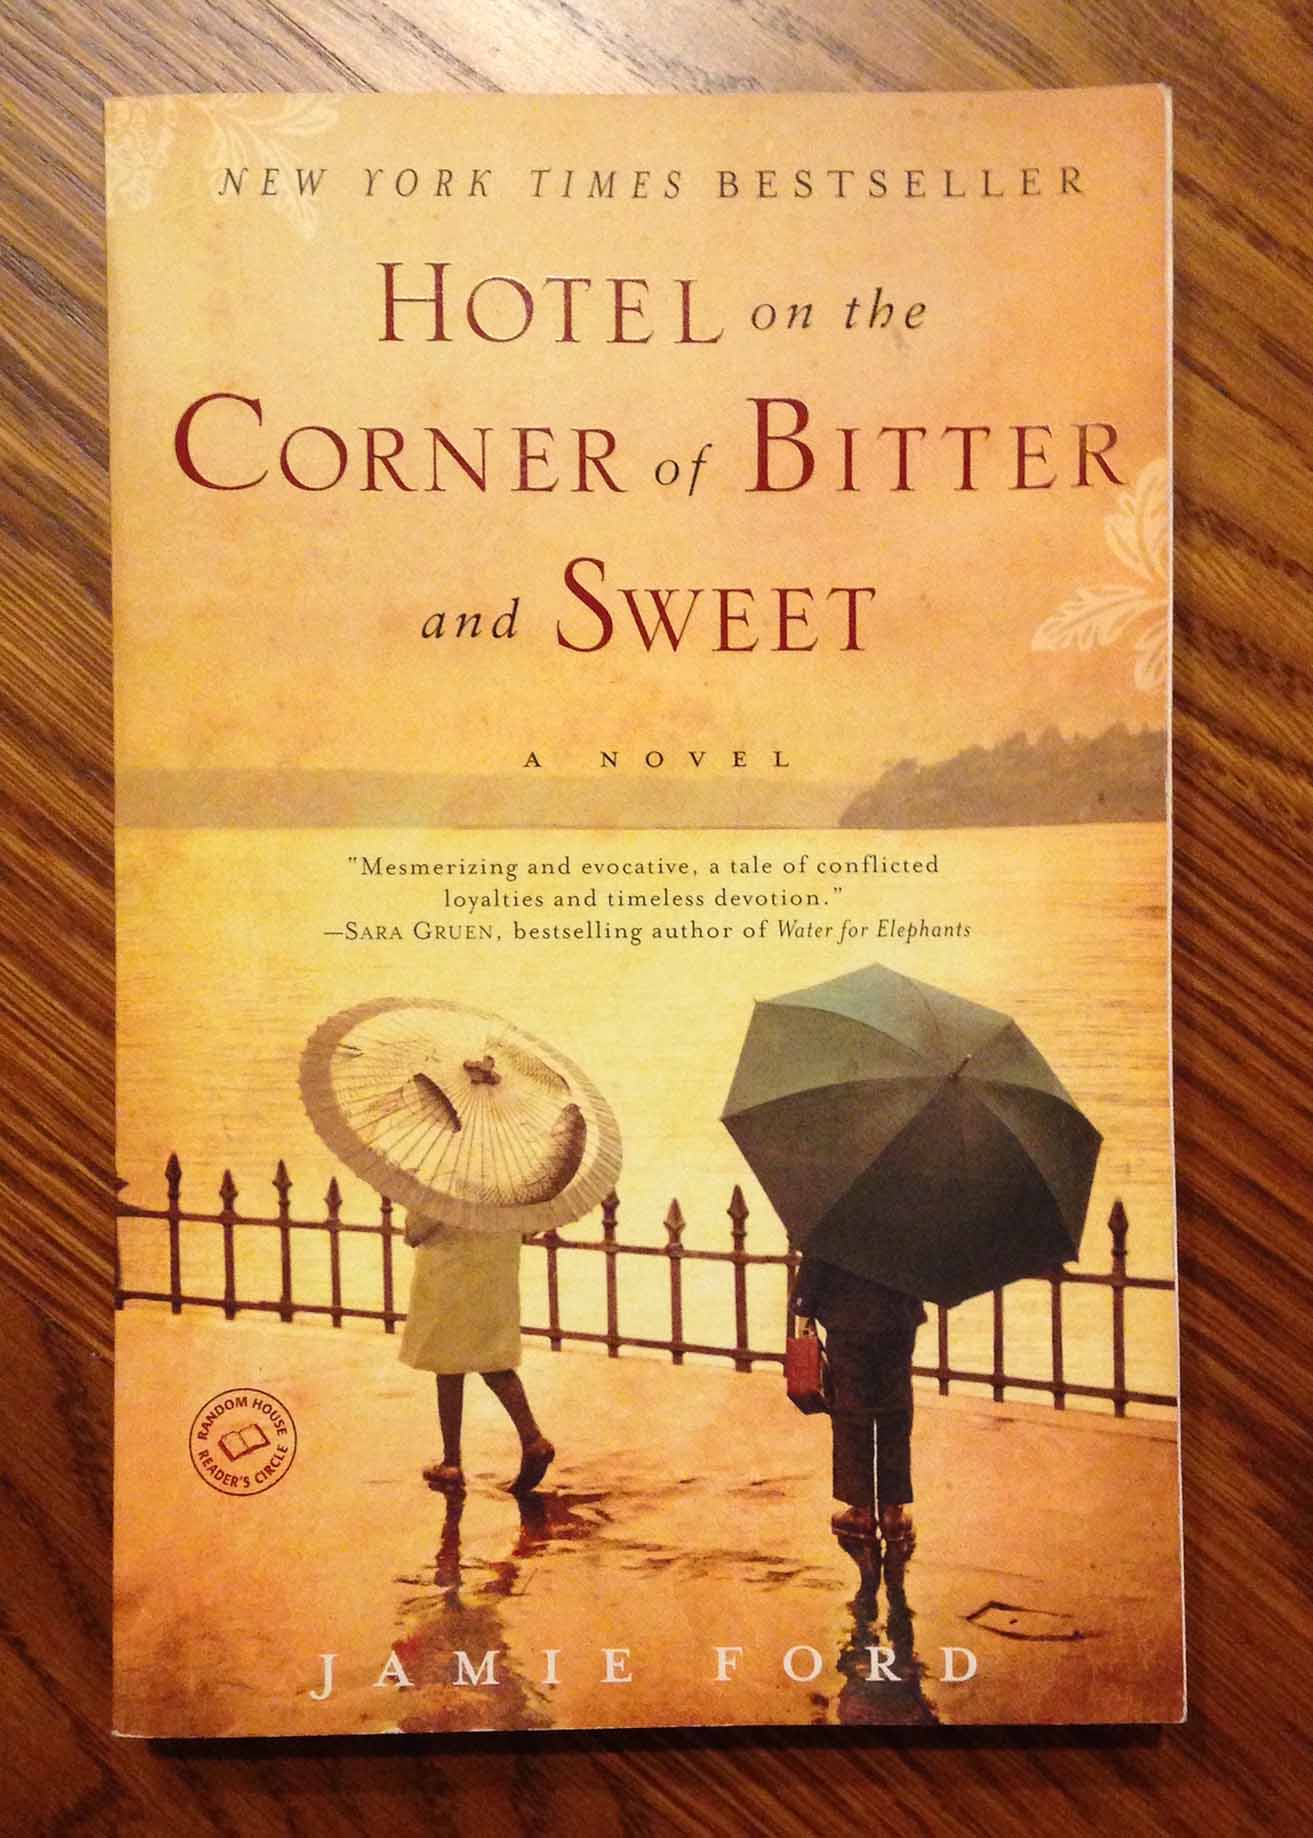 NEW YORK TIMES BESTSELLER
HOTEL on the
CORNER of BITTER
and SWEET
A NOVEL
"Mesmerizing and evocative, a tale of conflicted
loyalties and timeless devotion."
—SARA GRUEN, bestselling author of Water for Elephants
RANDOM HOUSE
READER'S CIRCLE
JAMIE FORD